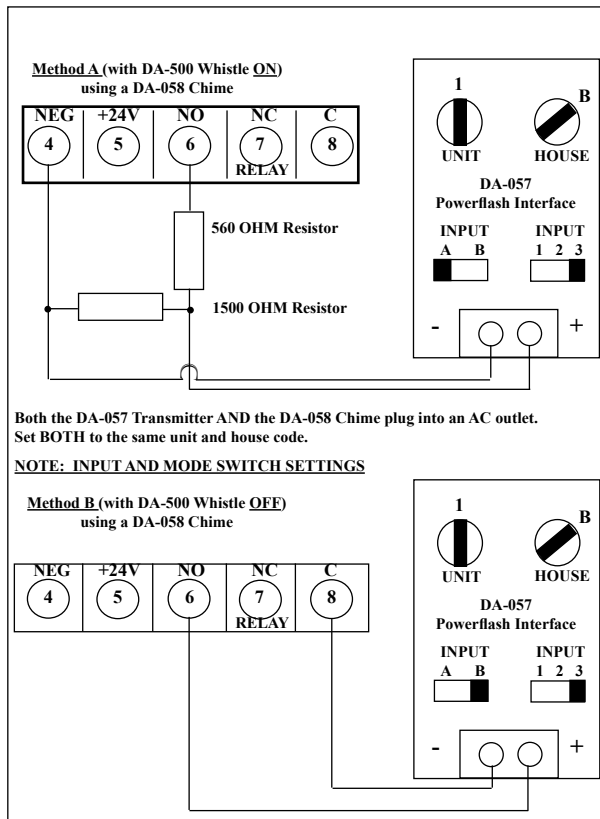 Method A (with DA-500 Whistle ON)
using a DA-058 Chime
NEG +24V NO NC C
4 5 6 7 8
RELAY
560 OHM Resistor
1500 OHM Resistor
1 B
UNIT HOUSE
DA-057
Powerflash Interface
INPUT INPUT
A B 1 2 3
- +
Both the DA-057 Transmitter AND the DA-058 Chime plug into an AC outlet.
Set BOTH to the same unit and house code.
NOTE: INPUT AND MODE SWITCH SETTINGS
Method B (with DA-500 Whistle OFF)
using a DA-058 Chime
NEG +24V NO NC C
4 5 6 7 8
RELAY
1 B
UNIT HOUSE
DA-057
Powerflash Interface
INPUT INPUT
A B 1 2 3
- +